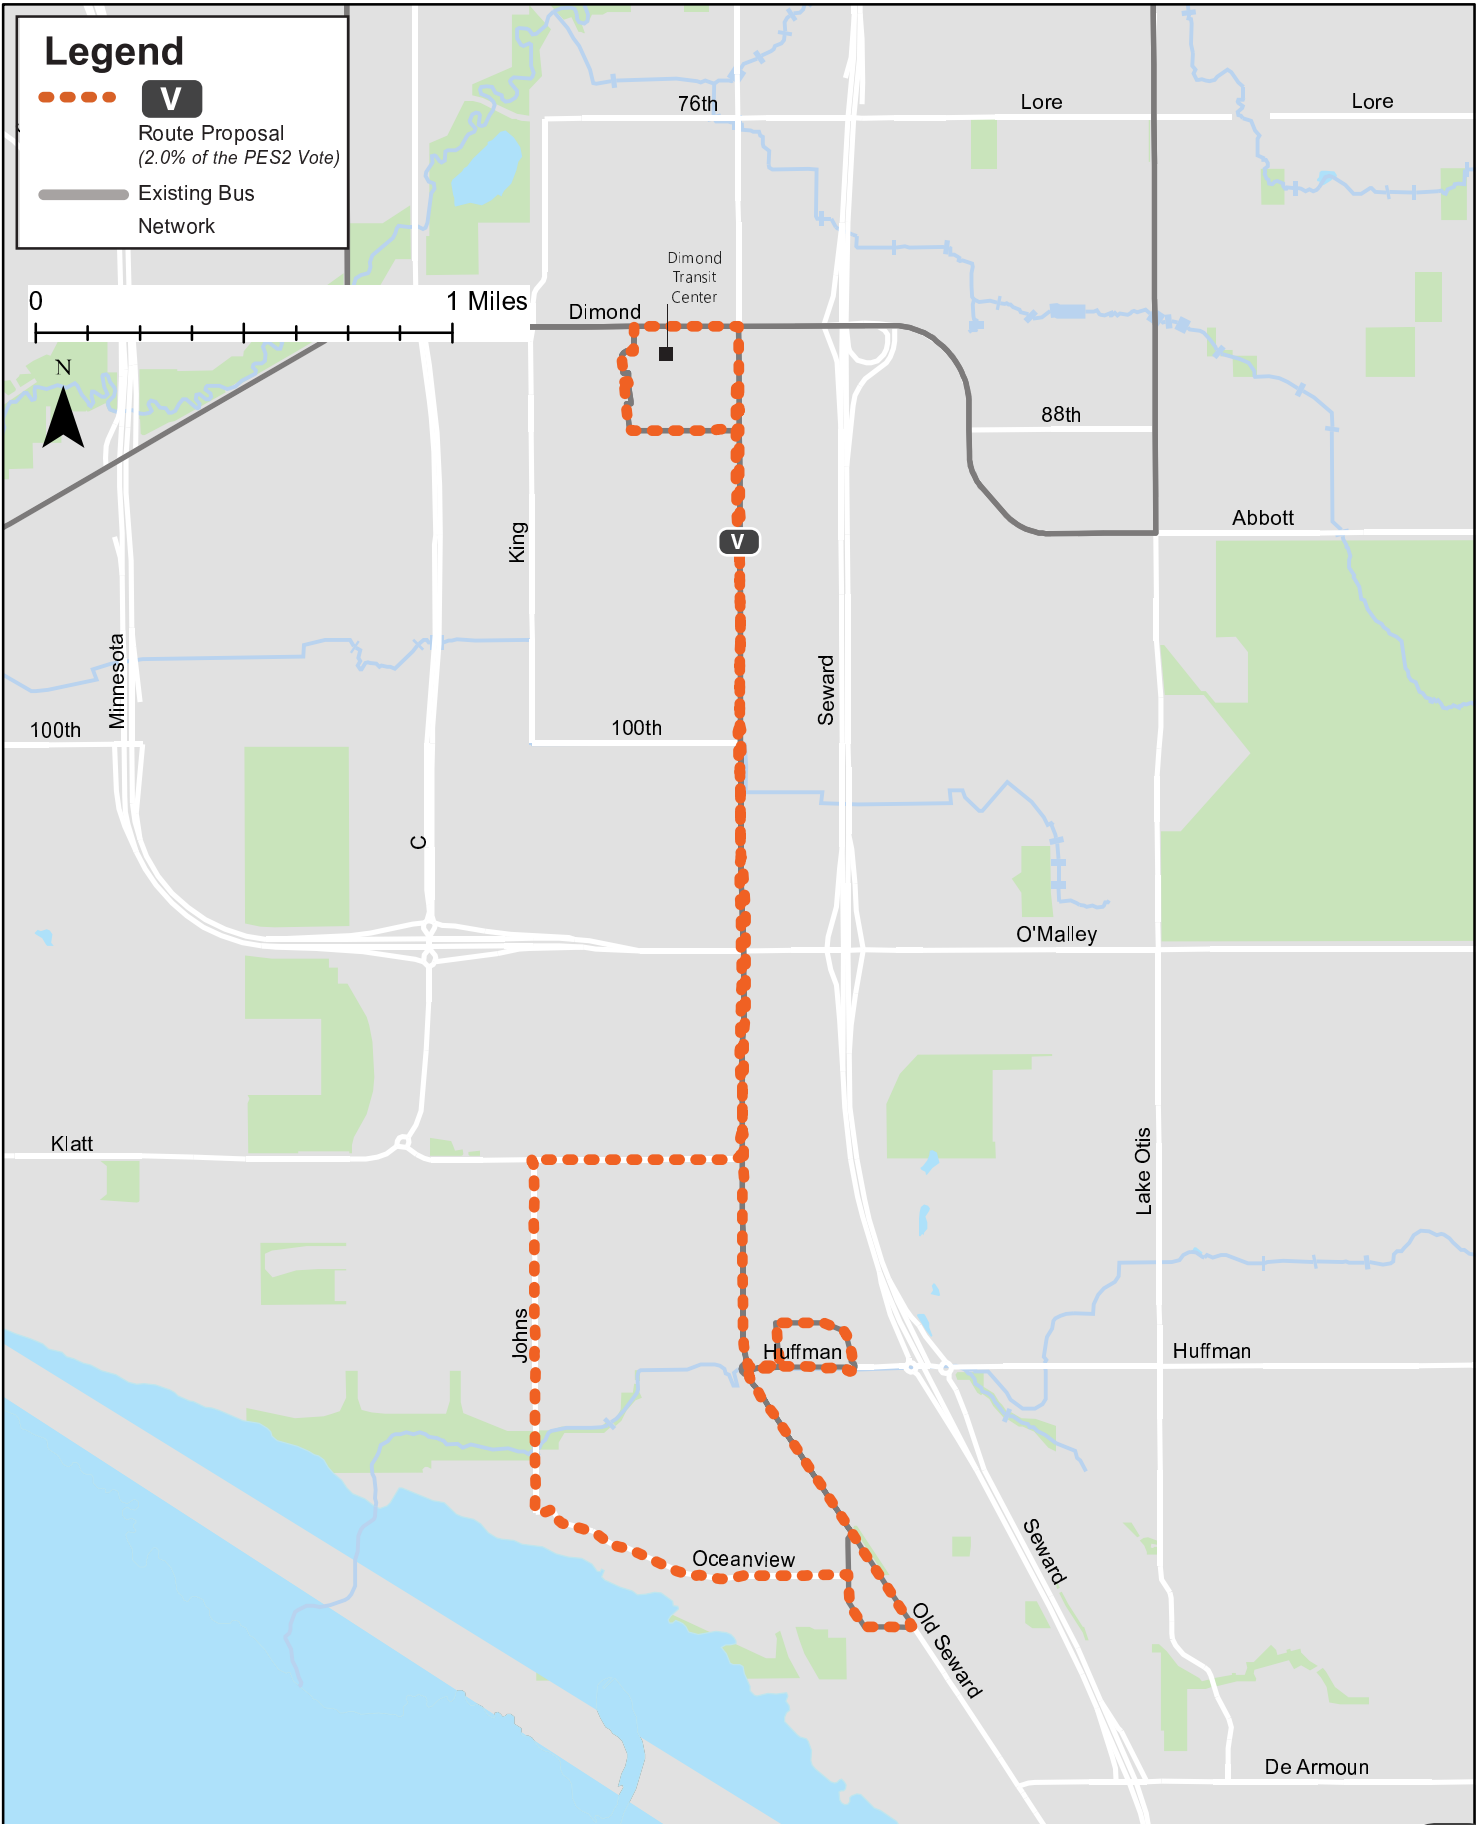 Legend
V
Route Proposal
(2.0% of the PES2 Vote)
Existing Bus
Network
0
1 Miles
N
76th
Lore
Lore
Dimond
Transit
Center
Dimond
88th
Abbott
King
V
Minnesota
Seward
100th
100th
C
O'Malley
Klatt
Lake Otis
Johns
Huffman
Huffman
Oceanview
Seward
Old Seward
De Armoun